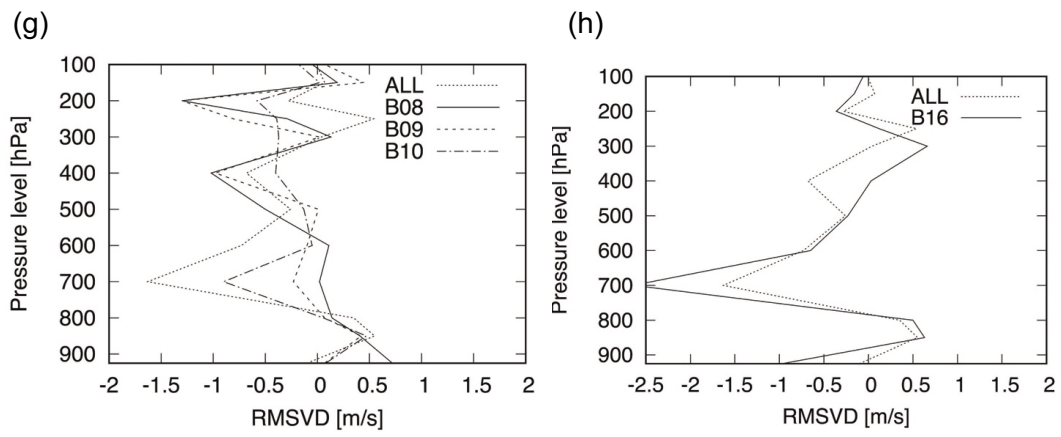 (g)
Pressure level [hPa]
100
200
300
400
500
600
700
800
900
ALL
B08
B09
B10
-2 -1.5 -1 -0.5 0 0.5 1 1.5 2
RMSVD [m/s]
(h)
Pressure level [hPa]
100
200
300
400
500
600
700
800
900
ALL
B16
-2.5 -2 -1.5 -1 -0.5 0 0.5 1 1.5 2
RMSVD [m/s]